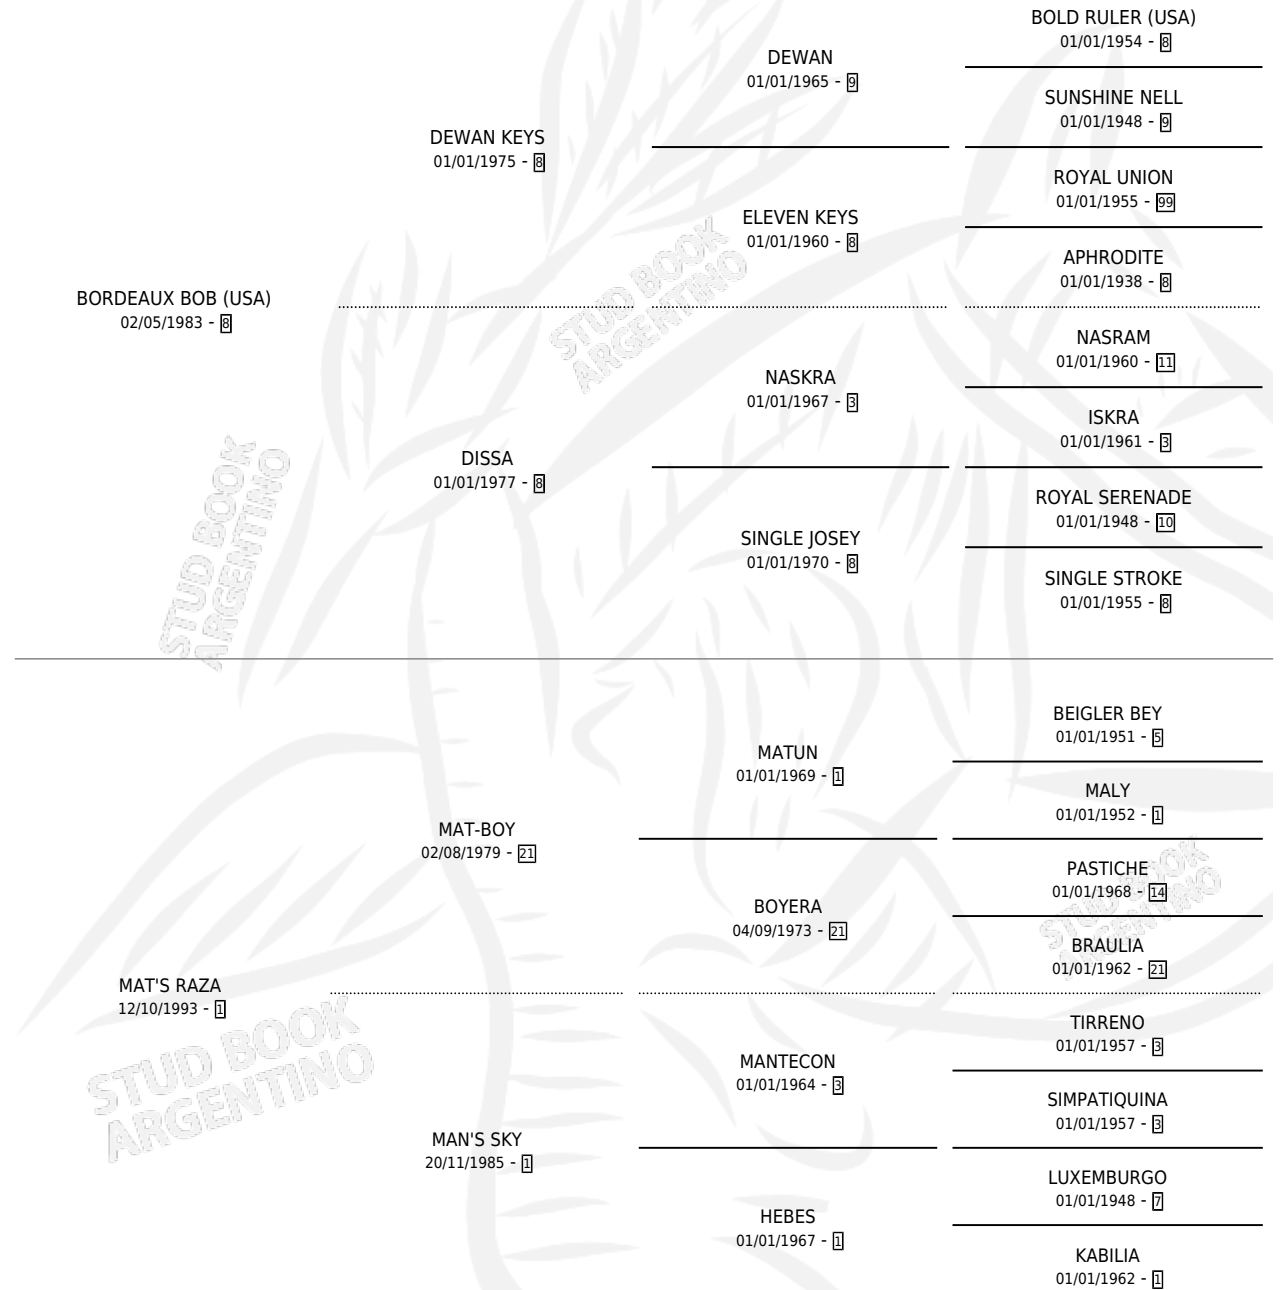 BOLD RULER (USA)
01/01/1954 - 8
DEWAN
01/01/1965 - 9
SUNSHINE NELL
01/01/1948 - 9
DEWAN KEYS
01/01/1975 - 8
ROYAL UNION
01/01/1955 - 99
ELEVEN KEYS
01/01/1960 - 8
APHRODITE
01/01/1938 - 8
BORDEAUX BOB (USA)
02/05/1983 - 8
STUD BOOK
ARGENTINO
NASRAM
01/01/1960 - 11
NASKRA
01/01/1967 - 3
ISKRA
01/01/1961 - 3
DISSA
01/01/1977 - 8
ROYAL SERENADE
01/01/1948 - 10
SINGLE JOSEY
01/01/1970 - 8
SINGLE STROKE
01/01/1955 - 8
STUD BOOK
ARGENTINO
BEIGLER BEY
01/01/1951 - 5
MATUN
01/01/1969 - 1
MALY
01/01/1952 - 1
MAT-BOY
02/08/1979 - 21
PASTICHE
01/01/1968 - 14
BOYERA
04/09/1973 - 21
BRAULIA
01/01/1962 - 21
STUD BOOK
ARGENTINO
MAT'S RAZA
12/10/1993 - 1
TIRRENO
01/01/1957 - 3
MANTECON
01/01/1964 - 3
SIMPATIQUINA
01/01/1957 - 3
STUD BOOK
ARGENTINO
MAN'S SKY
20/11/1985 - 1
LUXEMBURGO
01/01/1948 - 7
HEBES
01/01/1967 - 1
KABILIA
01/01/1962 - 1